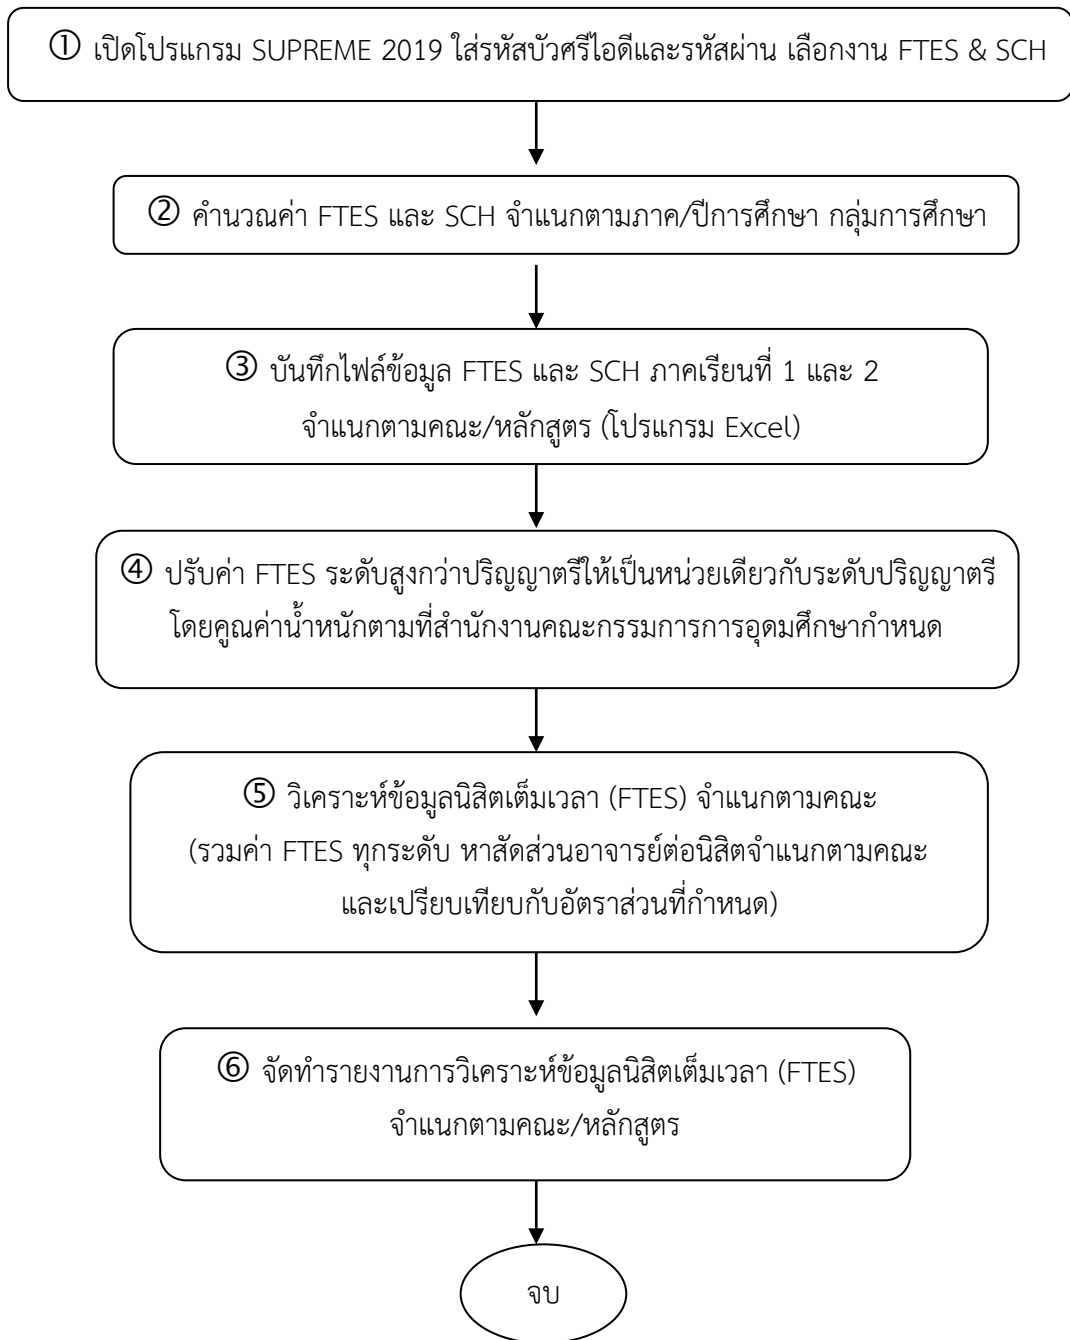 ① เปิดโปรแกรม SUPREME 2019 ใส่รหัสบัวศรีไอดีและรหัสผ่าน เลือกงาน FTES & SCH
② คำนวณค่า FTES และ SCH จำแนกตามภาค/ปีการศึกษา กลุ่มการศึกษา
③ บันทึกไฟล์ข้อมูล FTES และ SCH ภาคเรียนที่ 1 และ 2
จำแนกตามคณะ/หลักสูตร (โปรแกรม Excel)
④ ปรับค่า FTES ระดับสูงกว่าปริญญาตรีให้เป็นหน่วยเดียวกับระดับปริญญาตรี
โดยคูณค่าน้ำหนักตามที่สำนักงานคณะกรรมการการอุดมศึกษากำหนด
⑤ วิเคราะห์ข้อมูลนิสิตเต็มเวลา (FTES) จำแนกตามคณะ
(รวมค่า FTES ทุกระดับ หาสัดส่วนอาจารย์ต่อนิสิตจำแนกตามคณะ
และเปรียบเทียบกับอัตราส่วนที่กำหนด)
⑥ จัดทำรายงานการวิเคราะห์ข้อมูลนิสิตเต็มเวลา (FTES)
จำแนกตามคณะ/หลักสูตร
จบ